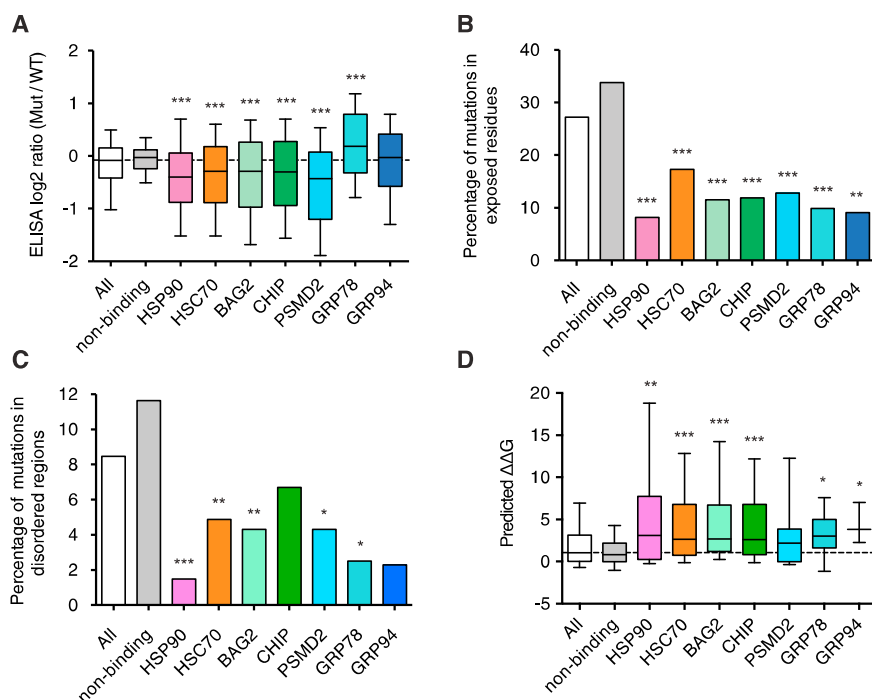 A
ELISA log2 ratio (Mut / WT)
2
1
0
-1
-2
*** *** *** *** *** ***
All non-binding HSP90 HSC70 BAG2 CHIP PSMD2 GRP78 GRP94
B
Percentage of mutations in
exposed residues
40
30
20
10
0
*** *** *** *** *** *** **
All non-binding HSP90 HSC70 BAG2 CHIP PSMD2 GRP78 GRP94
C
Percentage of mutations in
disordered regions
12
10
8
6
4
2
0
*** ** ** * *
All non-binding HSP90 HSC70 BAG2 CHIP PSMD2 GRP78 GRP94
D
Predicted ΔΔG
20
15
10
5
0
-5
** *** *** *** * *
All non-binding HSP90 HSC70 BAG2 CHIP PSMD2 GRP78 GRP94